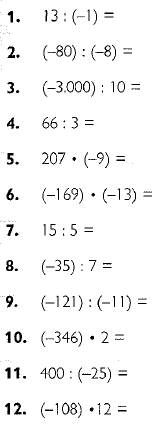 1. 13 : (–1) =
2. (–80) : (–8) =
3. (–3.000) : 10 =
4. 66 : 3 =
5. 207 • (–9) =
6. (–169) • (–13) =
7. 15 : 5 =
8. (–35) : 7 =
9. (–121) : (–11) =
10. (–346) • 2 =
11. 400 : (–25) =
12. (–108) •12 =